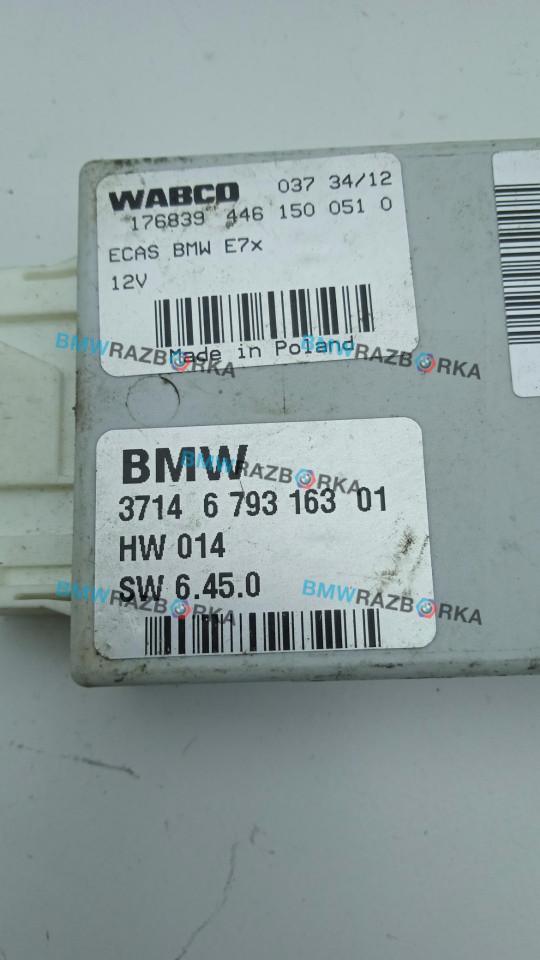 WABCO 037 34/12
176839 446 150 051 0
ECAS BMW E7x
12V
Made in Poland
BMWRAZBORKA
BMWRAZBORKA
BMW
BMWRAZBORKA
3714 6 793 163 01
HW 014
SW 6.45.0
BMWRAZBORKA
BMWRAZBORKA